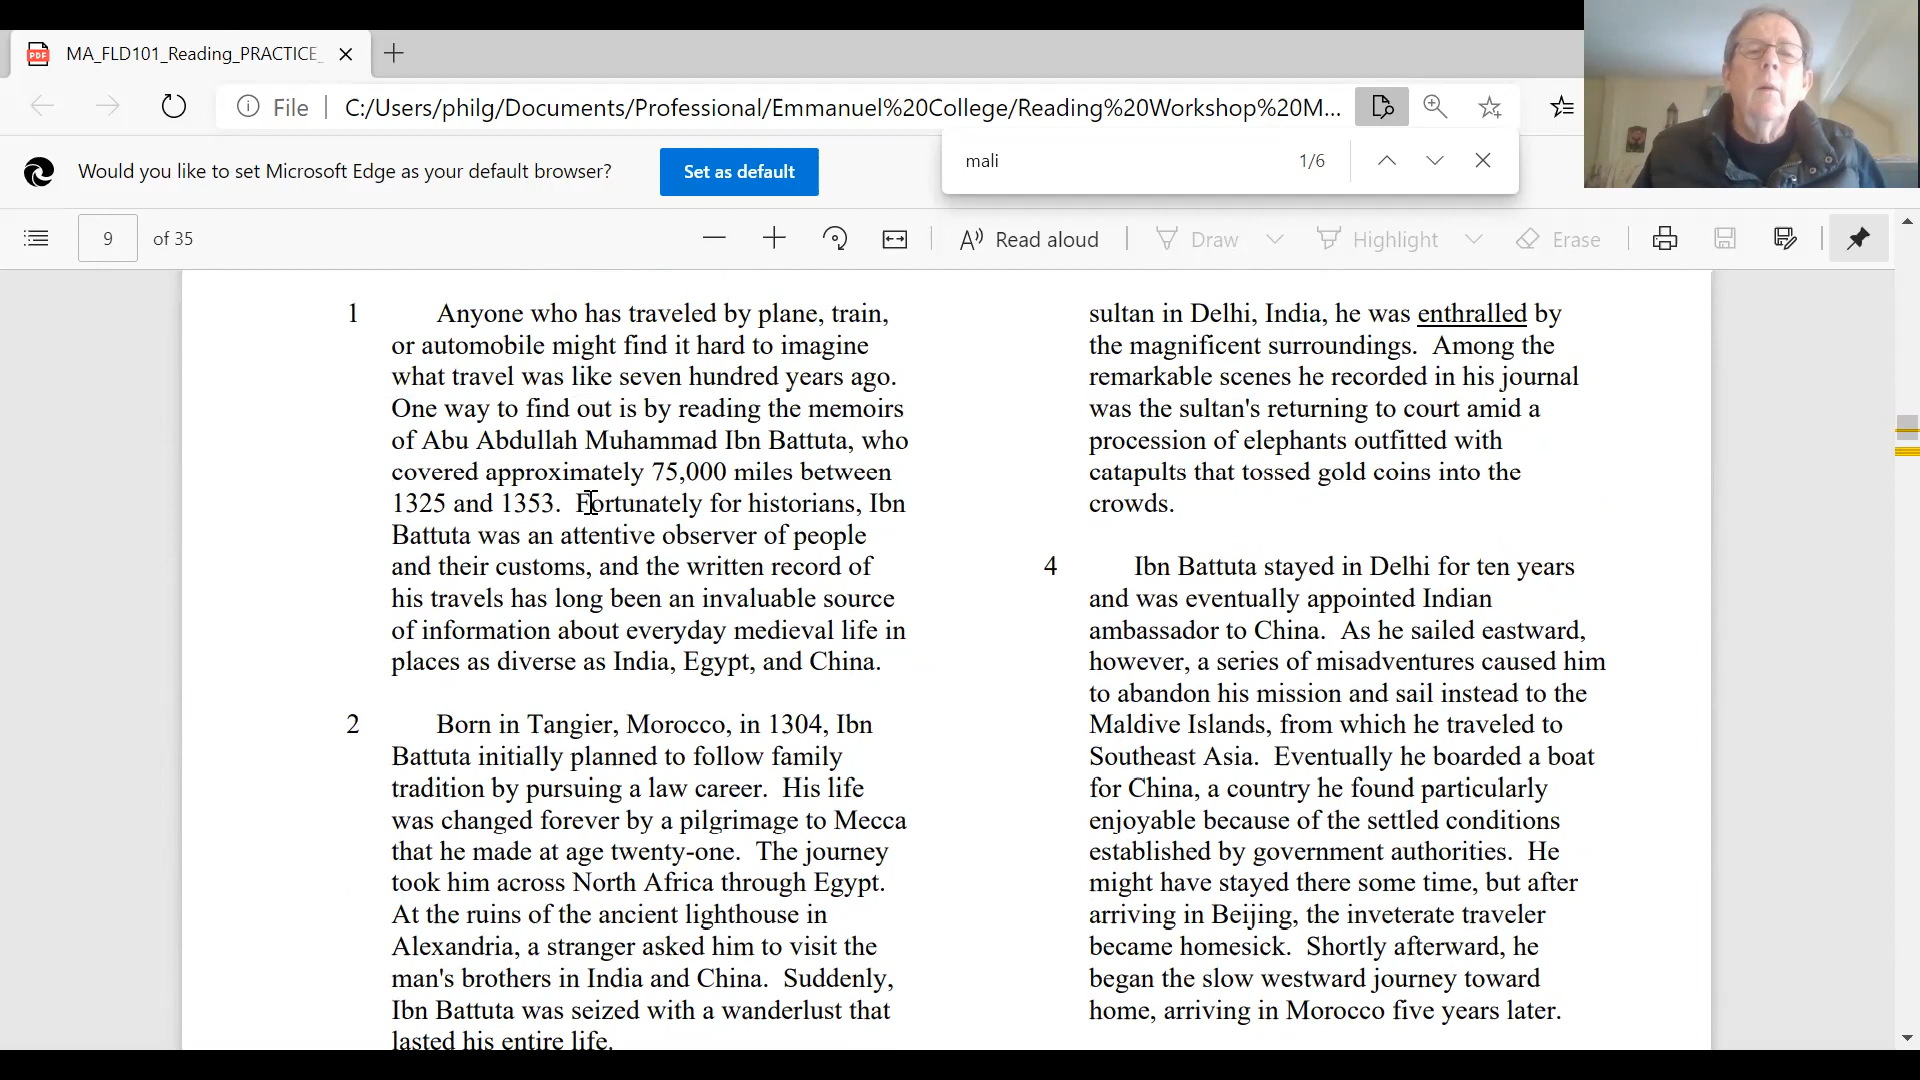 MA_FLD101_Reading_PRACTICE_
File
C:/Users/philg/Documents/Professional/Emmanuel%20College/Reading%20Workshop%20M...
mali
1/6
Would you like to set Microsoft Edge as your default browser?
Set as default
9
of 35
Read aloud
Draw
Highlight
Erase
1
Anyone who has traveled by plane, train,
or automobile might find it hard to imagine
what travel was like seven hundred years ago.
One way to find out is by reading the memoirs
of Abu Abdullah Muhammad Ibn Battuta, who
covered approximately 75,000 miles between
1325 and 1353. Fortunately for historians, Ibn
Battuta was an attentive observer of people
and their customs, and the written record of
his travels has long been an invaluable source
of information about everyday medieval life in
places as diverse as India, Egypt, and China.
2
Born in Tangier, Morocco, in 1304, Ibn
Battuta initially planned to follow family
tradition by pursuing a law career. His life
was changed forever by a pilgrimage to Mecca
that he made at age twenty-one. The journey
took him across North Africa through Egypt.
At the ruins of the ancient lighthouse in
Alexandria, a stranger asked him to visit the
man's brothers in India and China. Suddenly,
Ibn Battuta was seized with a wanderlust that
lasted his entire life.
sultan in Delhi, India, he was enthralled by
the magnificent surroundings. Among the
remarkable scenes he recorded in his journal
was the sultan's returning to court amid a
procession of elephants outfitted with
catapults that tossed gold coins into the
crowds.
4
Ibn Battuta stayed in Delhi for ten years
and was eventually appointed Indian
ambassador to China. As he sailed eastward,
however, a series of misadventures caused him
to abandon his mission and sail instead to the
Maldive Islands, from which he traveled to
Southeast Asia. Eventually he boarded a boat
for China, a country he found particularly
enjoyable because of the settled conditions
established by government authorities. He
might have stayed there some time, but after
arriving in Beijing, the inveterate traveler
became homesick. Shortly afterward, he
began the slow westward journey toward
home, arriving in Morocco five years later.